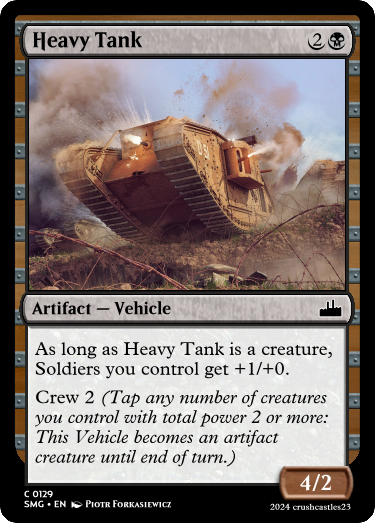 Heavy Tank 2
Artifact — Vehicle
As long as Heavy Tank is a creature,
Soldiers you control get +1/+0.
Crew 2 (Tap any number of creatures
you control with total power 2 or more:
This Vehicle becomes an artifact
creature until end of turn.)
4/2
C 0129
SMG • EN Piotr Forkasiewicz
2024 crushcastles23